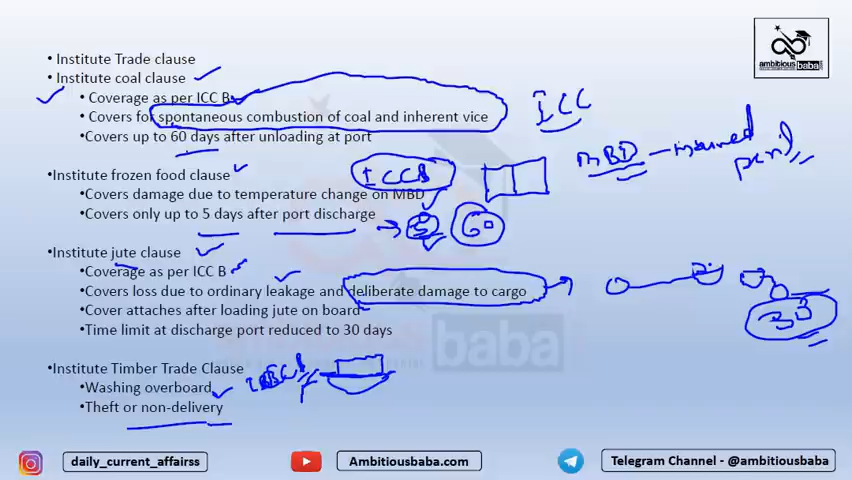 ambitious
baba
• Institute Trade clause
• Institute coal clause
• Coverage as per ICC B
• Covers for spontaneous combustion of coal and inherent vice
• Covers up to 60 days after unloading at port
ICC
MBD - insured
peril
• Institute frozen food clause
ICCB
• Covers damage due to temperature change on MBD
• Covers only up to 5 days after port discharge
5
60
• Institute jute clause
• Coverage as per ICC B
• Covers loss due to ordinary leakage and deliberate damage to cargo
• Cover attaches after loading jute on board
• Time limit at discharge port reduced to 30 days
30
• Institute Timber Trade Clause
• Washing overboard
• Theft or non-delivery
baba
daily_current_affairss
Ambitiousbaba.com
Telegram Channel - @ambitiousbaba